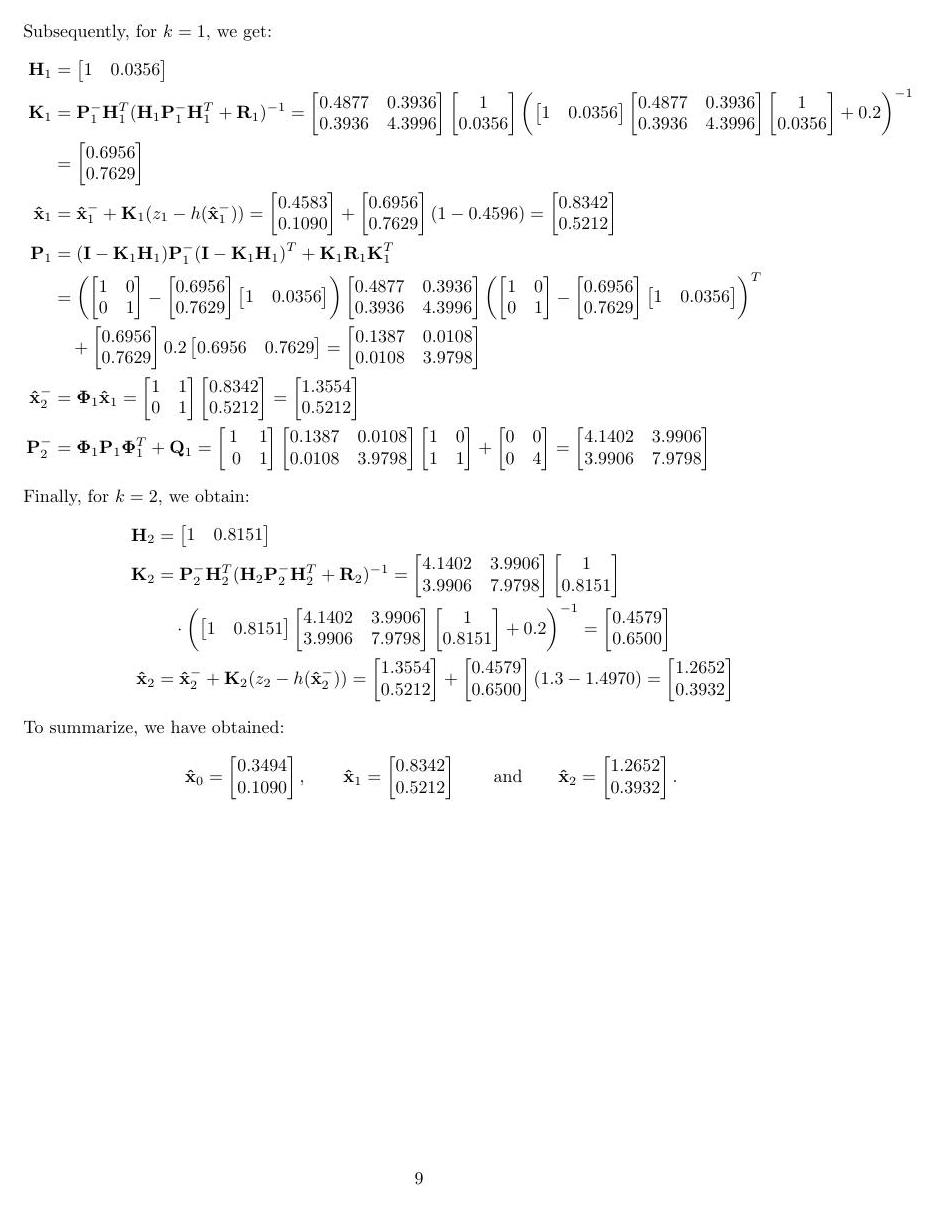 Subsequently, for k = 1, we get:
H₁ = [1 0.0356]
K₁ = P₁⁻H₁ᵀ(H₁P₁⁻H₁ᵀ + R₁)⁻¹ = [0.4877 0.3936; 0.3936 4.3996] [1; 0.0356] ([1 0.0356] [0.4877 0.3936; 0.3936 4.3996] [1; 0.0356] + 0.2)⁻¹
= [0.6956; 0.7629]
x̂₁ = x̂₁⁻ + K₁(z₁ − h(x̂₁⁻)) = [0.4583; 0.1090] + [0.6956; 0.7629] (1 − 0.4596) = [0.8342; 0.5212]
P₁ = (I − K₁H₁)P₁⁻(I − K₁H₁)ᵀ + K₁R₁K₁ᵀ
= ([1 0; 0 1] − [0.6956; 0.7629] [1 0.0356]) [0.4877 0.3936; 0.3936 4.3996] ([1 0; 0 1] − [0.6956; 0.7629] [1 0.0356])ᵀ
+ [0.6956; 0.7629] 0.2 [0.6956 0.7629] = [0.1387 0.0108; 0.0108 3.9798]
x̂₂⁻ = Φ₁x̂₁ = [1 1; 0 1] [0.8342; 0.5212] = [1.3554; 0.5212]
P₂⁻ = Φ₁P₁Φ₁ᵀ + Q₁ = [1 1; 0 1] [0.1387 0.0108; 0.0108 3.9798] [1 0; 1 1] + [0 0; 0 4] = [4.1402 3.9906; 3.9906 7.9798]
Finally, for k = 2, we obtain:
H₂ = [1 0.8151]
K₂ = P₂⁻H₂ᵀ(H₂P₂⁻H₂ᵀ + R₂)⁻¹ = [4.1402 3.9906; 3.9906 7.9798] [1; 0.8151]
· ([1 0.8151] [4.1402 3.9906; 3.9906 7.9798] [1; 0.8151] + 0.2)⁻¹ = [0.4579; 0.6500]
x̂₂ = x̂₂⁻ + K₂(z₂ − h(x̂₂⁻)) = [1.3554; 0.5212] + [0.4579; 0.6500] (1.3 − 1.4970) = [1.2652; 0.3932]
To summarize, we have obtained:
x̂₀ = [0.3494; 0.1090], x̂₁ = [0.8342; 0.5212] and x̂₂ = [1.2652; 0.3932].
9